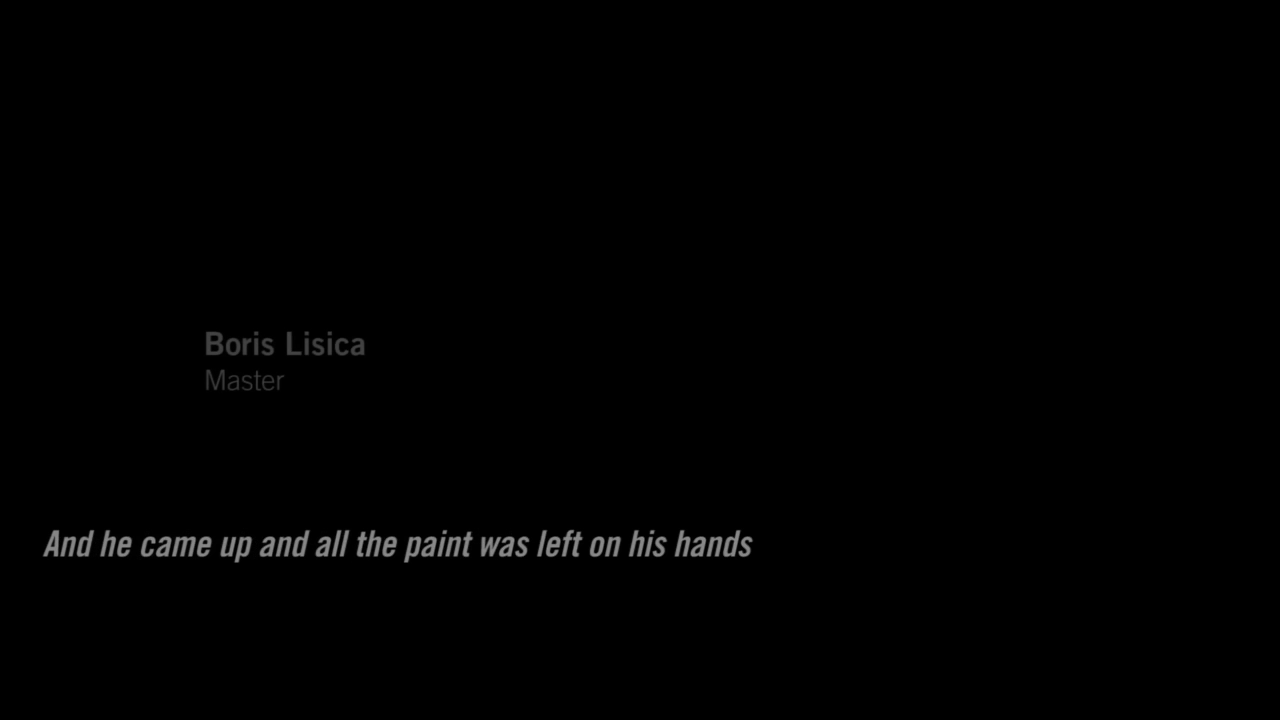 Boris Lisica
Master
And he came up and all the paint was left on his hands